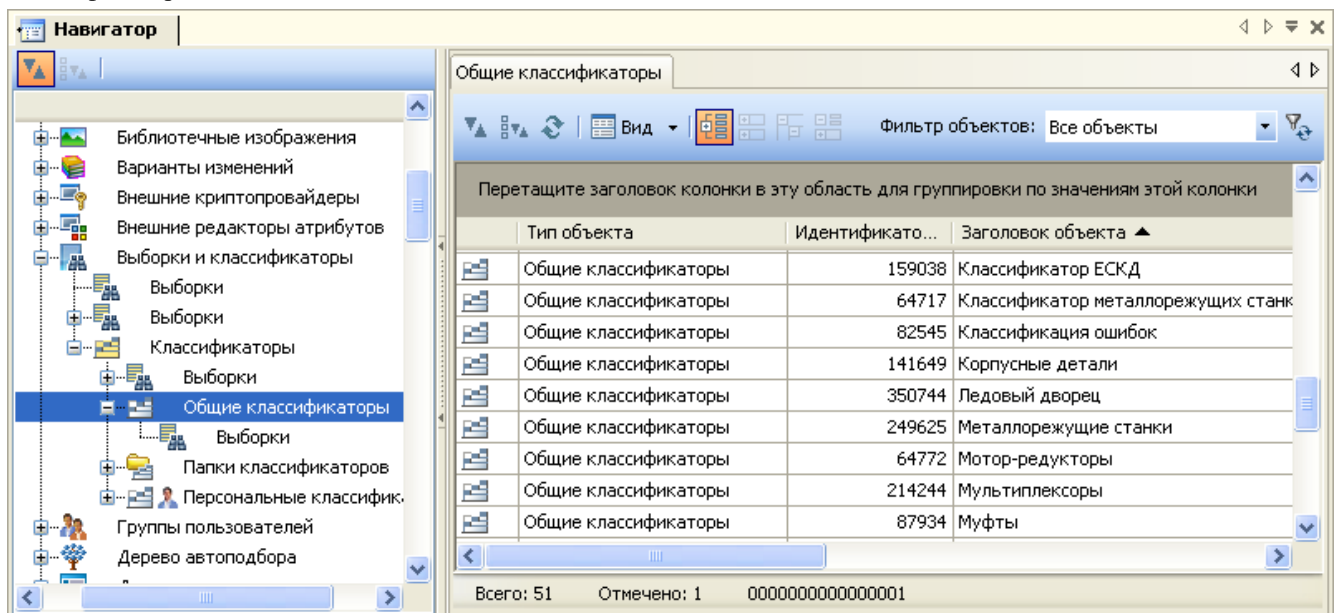 Навигатор
Библиотечные изображения
Варианты изменений
Внешние криптопровайдеры
Внешние редакторы атрибутов
Выборки и классификаторы
Выборки
Выборки
Классификаторы
Выборки
Общие классификаторы
Выборки
Папки классификаторов
Персональные классифик
Группы пользователей
Дерево автоподбора
Общие классификаторы
Вид Фильтр объектов: Все объекты
Перетащите заголовок колонки в эту область для группировки по значениям этой колонки
Тип объекта Идентификато... Заголовок объекта
Общие классификаторы 159038 Классификатор ЕСКД
Общие классификаторы 64717 Классификатор металлорежущих станк
Общие классификаторы 82545 Классификация ошибок
Общие классификаторы 141649 Корпусные детали
Общие классификаторы 350744 Ледовый дворец
Общие классификаторы 249625 Металлорежущие станки
Общие классификаторы 64772 Мотор-редукторы
Общие классификаторы 214244 Мультиплексоры
Общие классификаторы 87934 Муфты
Всего: 51 Отмечено: 1 0000000000000001